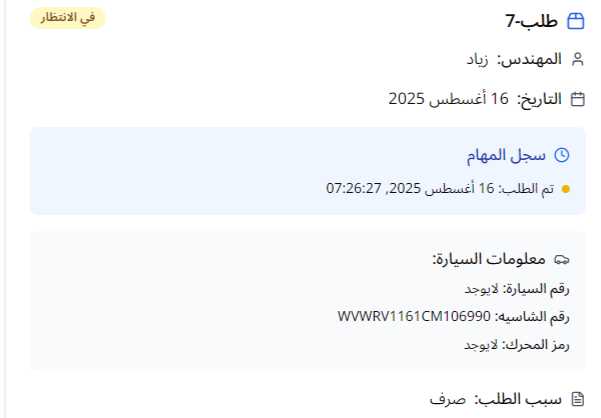 طلب-7
في الانتظار
المهندس: زياد
التاريخ: 16 أغسطس 2025
سجل المهام
تم الطلب: 16 أغسطس 2025, 07:26:27
معلومات السيارة:
رقم السيارة: لايوجد
رقم الشاسيه: WVWRV1161CM106990
رمز المحرك: لايوجد
سبب الطلب: صرف